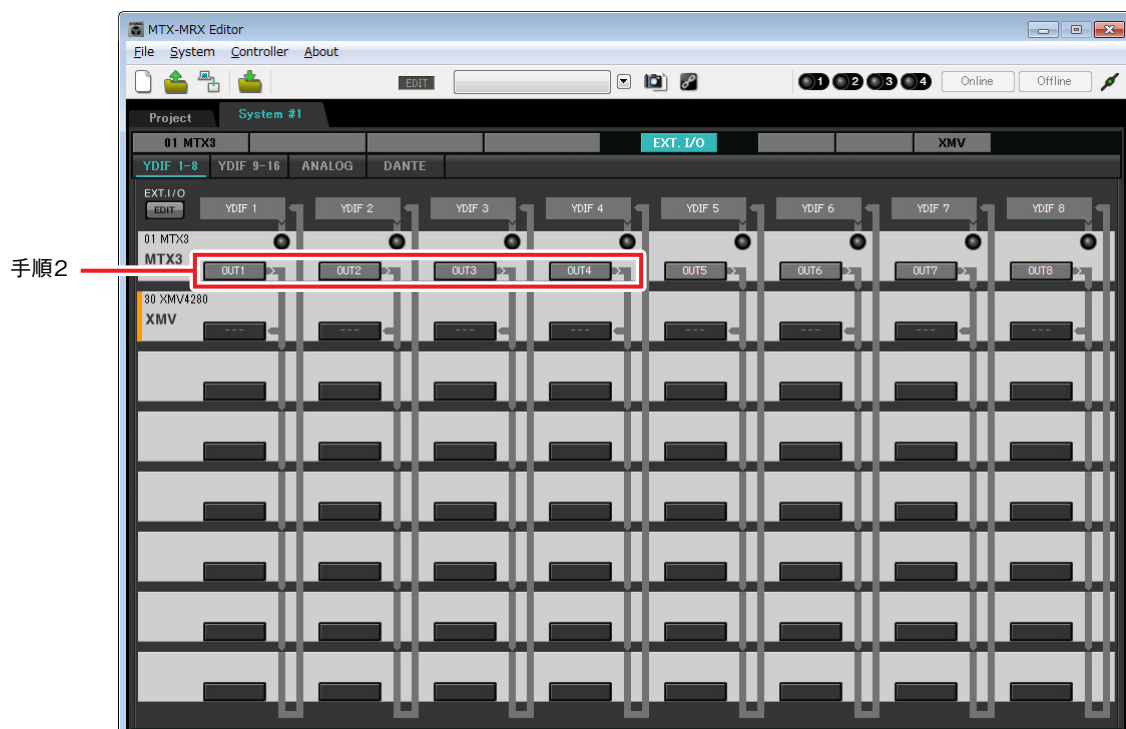 MTX-MRX Editor
File System Controller About
EDIT 1 2 3 4 Online Offline
Project System #1
01 MTX3 EXT. I/O XMV
YDIF 1-8 YDIF 9-16 ANALOG DANTE
EXT.I/O
EDIT YDIF 1 YDIF 2 YDIF 3 YDIF 4 YDIF 5 YDIF 6 YDIF 7 YDIF 8
01 MTX3
MTX3
手順2
OUT1 OUT2 OUT3 OUT4 OUT5 OUT6 OUT7 OUT8
30 XMV4280
XMV
--- --- --- --- --- --- --- ---